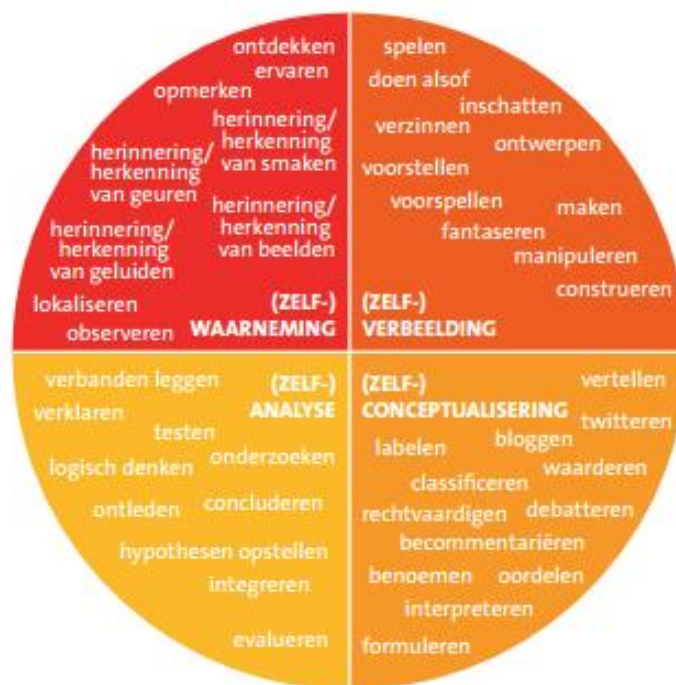 ontdekken
ervaren
opmerken
herinnering/
herkenning
van smaken
herinnering/
herkenning
van geuren
herinnering/
herkenning
van beelden
herinnering/
herkenning
van geluiden
lokaliseren
observeren
(ZELF-)
WAARNEMING
spelen
doen alsof
inschatten
verzinnen
ontwerpen
voorstellen
voorspellen
maken
fantaseren
manipuleren
construeren
(ZELF-)
VERBEELDING
verbanden leggen
(ZELF-)
ANALYSE
verklaren
testen
onderzoeken
logisch denken
concluderen
ontleden
hypothesen opstellen
integreren
evalueren
(ZELF-)
CONCEPTUALISERING
vertellen
twitteren
bloggen
labelen
waarderen
classificeren
rechtvaardigen
debatteren
becommentariëren
benoemen
oordelen
interpreteren
formuleren